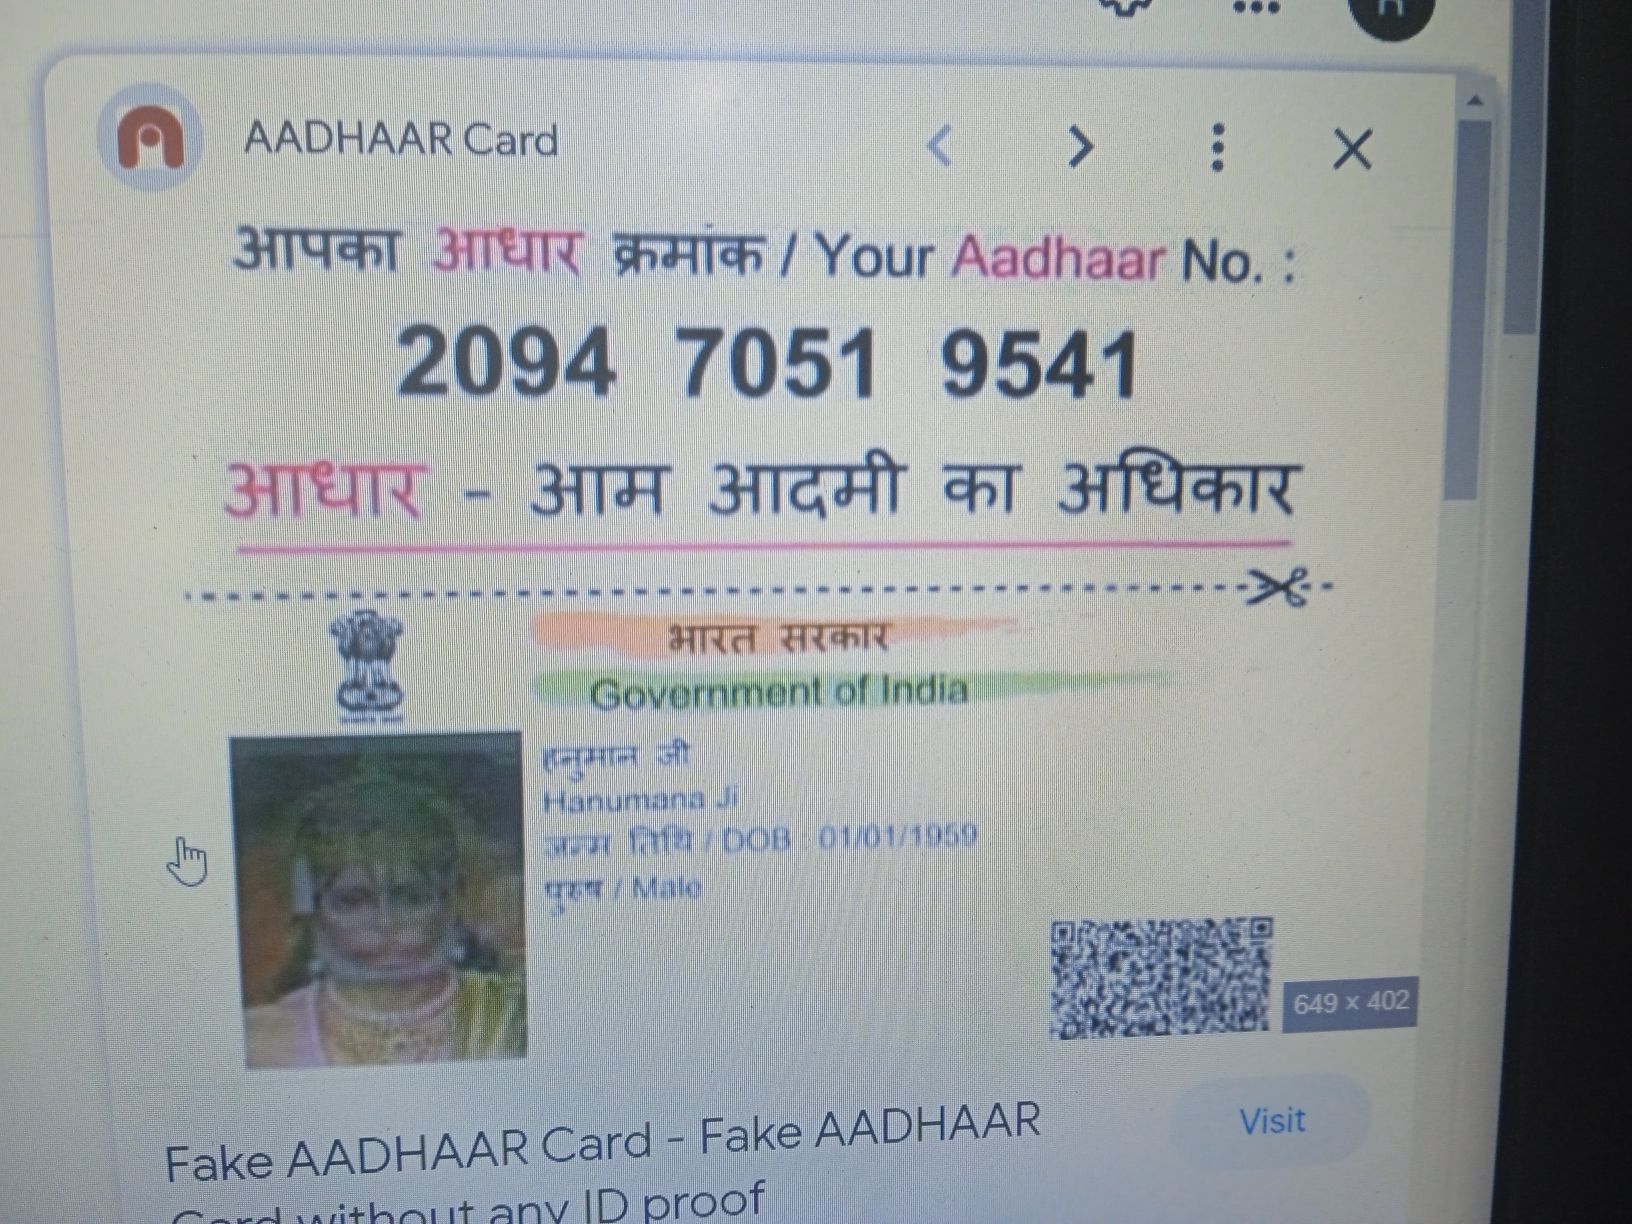 AADHAAR Card
आपका आधार क्रमांक / Your Aadhaar No. :
2094 7051 9541
आधार - आम आदमी का अधिकार
भारत सरकार
Government of India
हनुमान जी
Hanumana Ji
जन्म तिथि / DOB : 01/01/1959
पुरुष / Male
649 × 402
Fake AADHAAR Card - Fake AADHAAR
Visit
Card without any ID proof